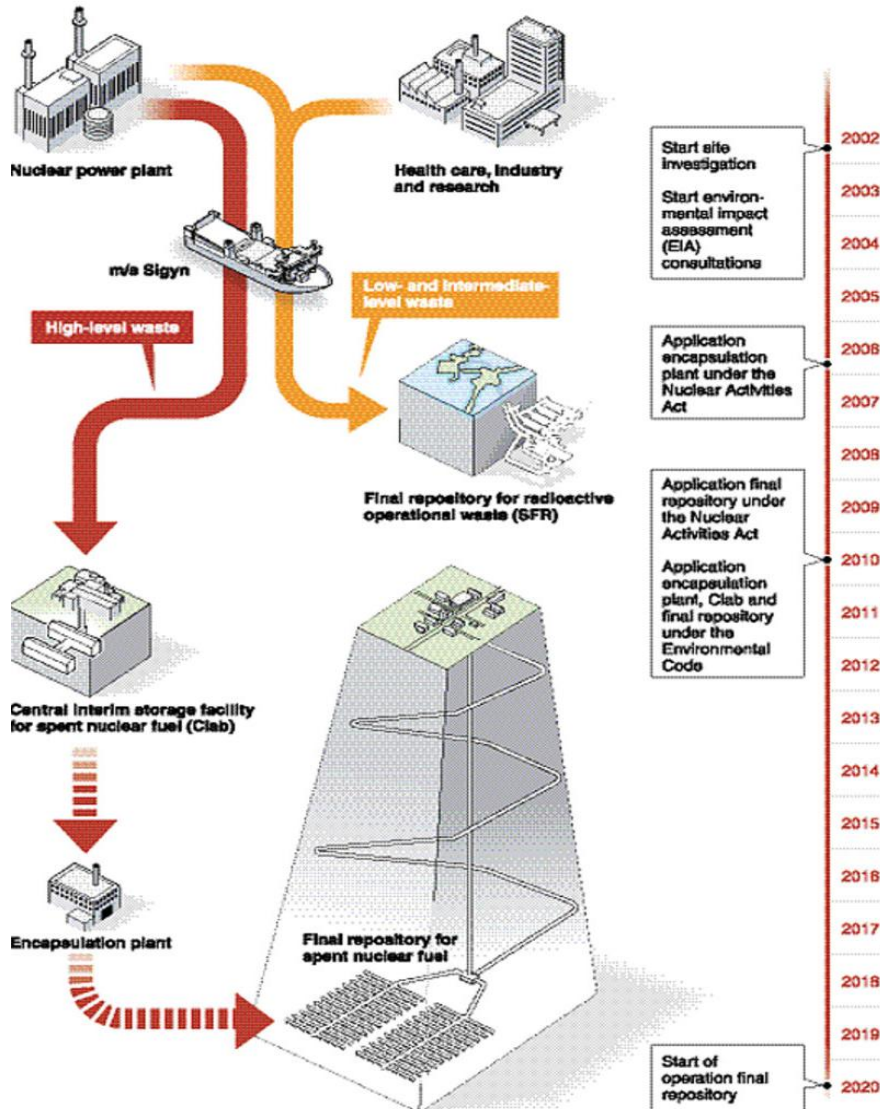 Nuclear power plant
Health care, industry
and research
m/s Sigyn
High-level waste
Low- and intermediate-
level waste
Final repository for radioactive
operational waste (SFR)
Central interim storage facility
for spent nuclear fuel (Clab)
Encapsulation plant
Final repository for
spent nuclear fuel
Start site
investigation
Start environ-
mental impact
assessment
(EIA)
consultations
Application
encapsulation
plant under the
Nuclear Activities
Act
Application final
repository under
the Nuclear
Activities Act
Application
encapsulation
plant, Clab and
final repository
under the
Environmental
Code
Start of
operation final
repository
2002
2003
2004
2005
2006
2007
2008
2009
2010
2011
2012
2013
2014
2015
2016
2017
2018
2019
2020